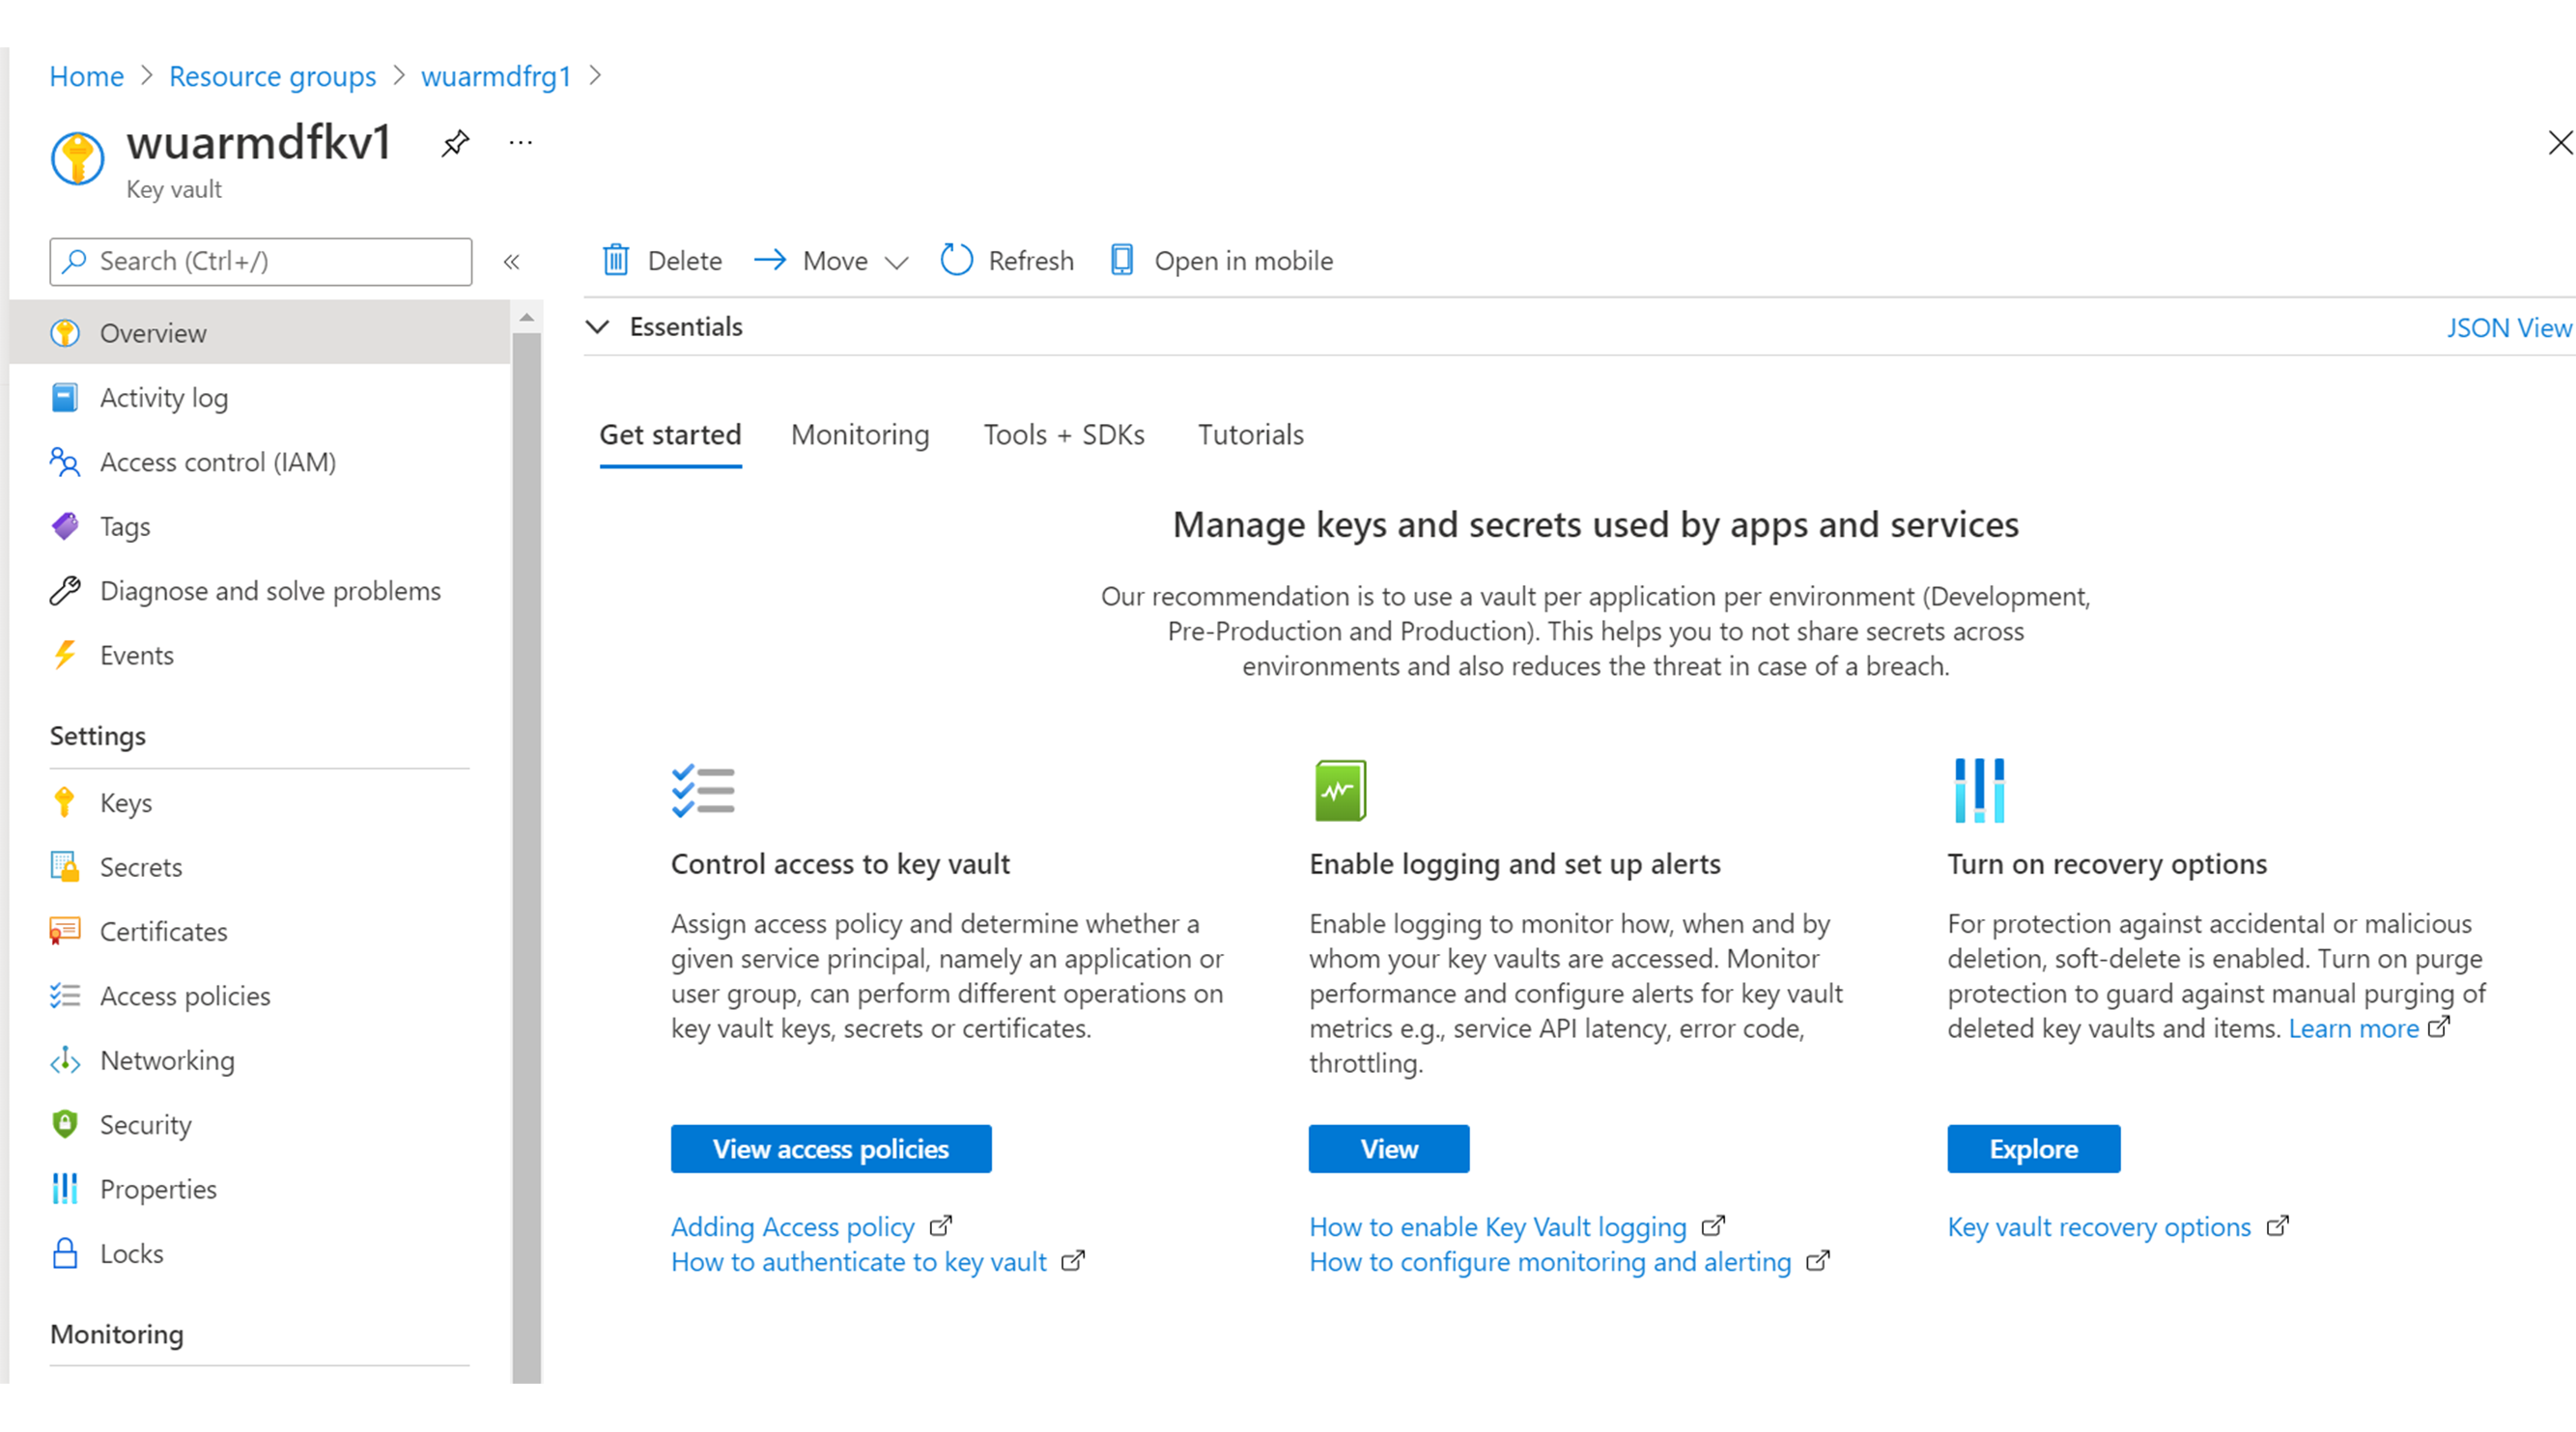 Home > Resource groups > wuarmdfrg1 >
wuarmdfkv1 ...
Key vault
Search (Ctrl+/) «
Overview
Activity log
Access control (IAM)
Tags
Diagnose and solve problems
Events
Settings
Keys
Secrets
Certificates
Access policies
Networking
Security
Properties
Locks
Monitoring
Delete Move Refresh Open in mobile
Essentials JSON View
Get started Monitoring Tools + SDKs Tutorials
Manage keys and secrets used by apps and services
Our recommendation is to use a vault per application per environment (Development,
Pre-Production and Production). This helps you to not share secrets across
environments and also reduces the threat in case of a breach.
Control access to key vault
Assign access policy and determine whether a
given service principal, namely an application or
user group, can perform different operations on
key vault keys, secrets or certificates.
View access policies
Adding Access policy
How to authenticate to key vault
Enable logging and set up alerts
Enable logging to monitor how, when and by
whom your key vaults are accessed. Monitor
performance and configure alerts for key vault
metrics e.g., service API latency, error code,
throttling.
View
How to enable Key Vault logging
How to configure monitoring and alerting
Turn on recovery options
For protection against accidental or malicious
deletion, soft-delete is enabled. Turn on purge
protection to guard against manual purging of
deleted key vaults and items. Learn more
Explore
Key vault recovery options